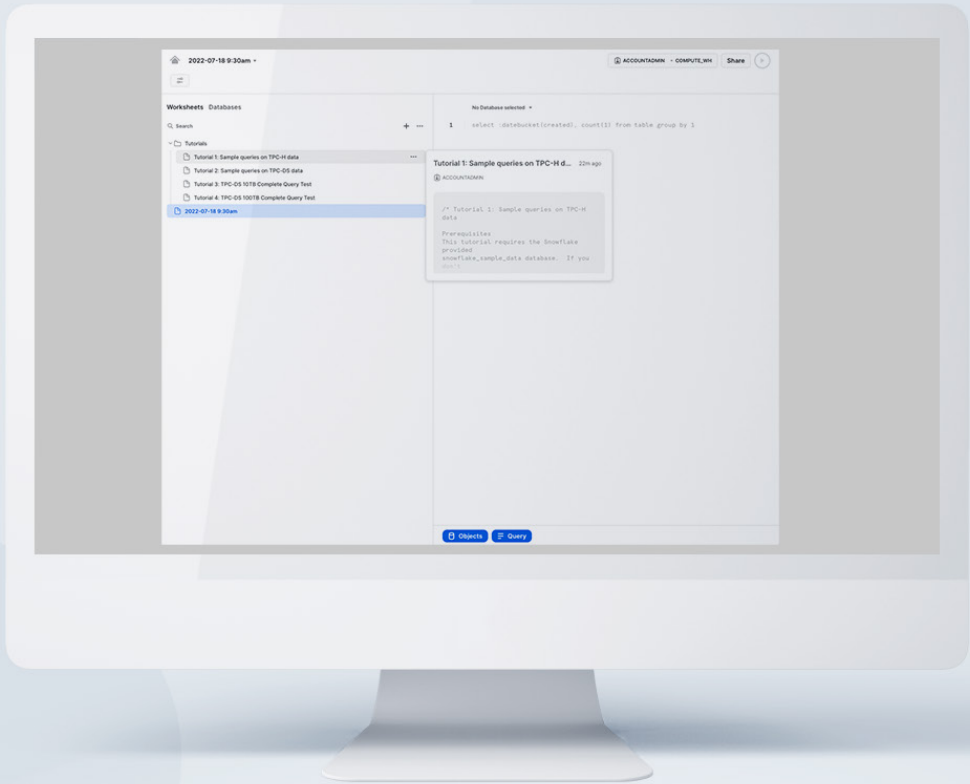 2022-07-18 9:30am
ACCOUNTADMIN · COMPUTE_WH
Share
Worksheets Databases
Search
Tutorials
Tutorial 1: Sample queries on TPC-H data
Tutorial 2: Sample queries on TPC-DS data
Tutorial 3: TPC-DS 10TB Complete Query Test
Tutorial 4: TPC-DS 100TB Complete Query Test
2022-07-18 9:30am
No Database selected
1 select :datebucket(created), count(1) from table group by 1
Tutorial 1: Sample queries on TPC-H d... 22m ago
ACCOUNTADMIN
/* Tutorial 1: Sample queries on TPC-H
data
Prerequisites
This tutorial requires the Snowflake
provided
snowflake_sample_data database. If you
don't
Objects
Query